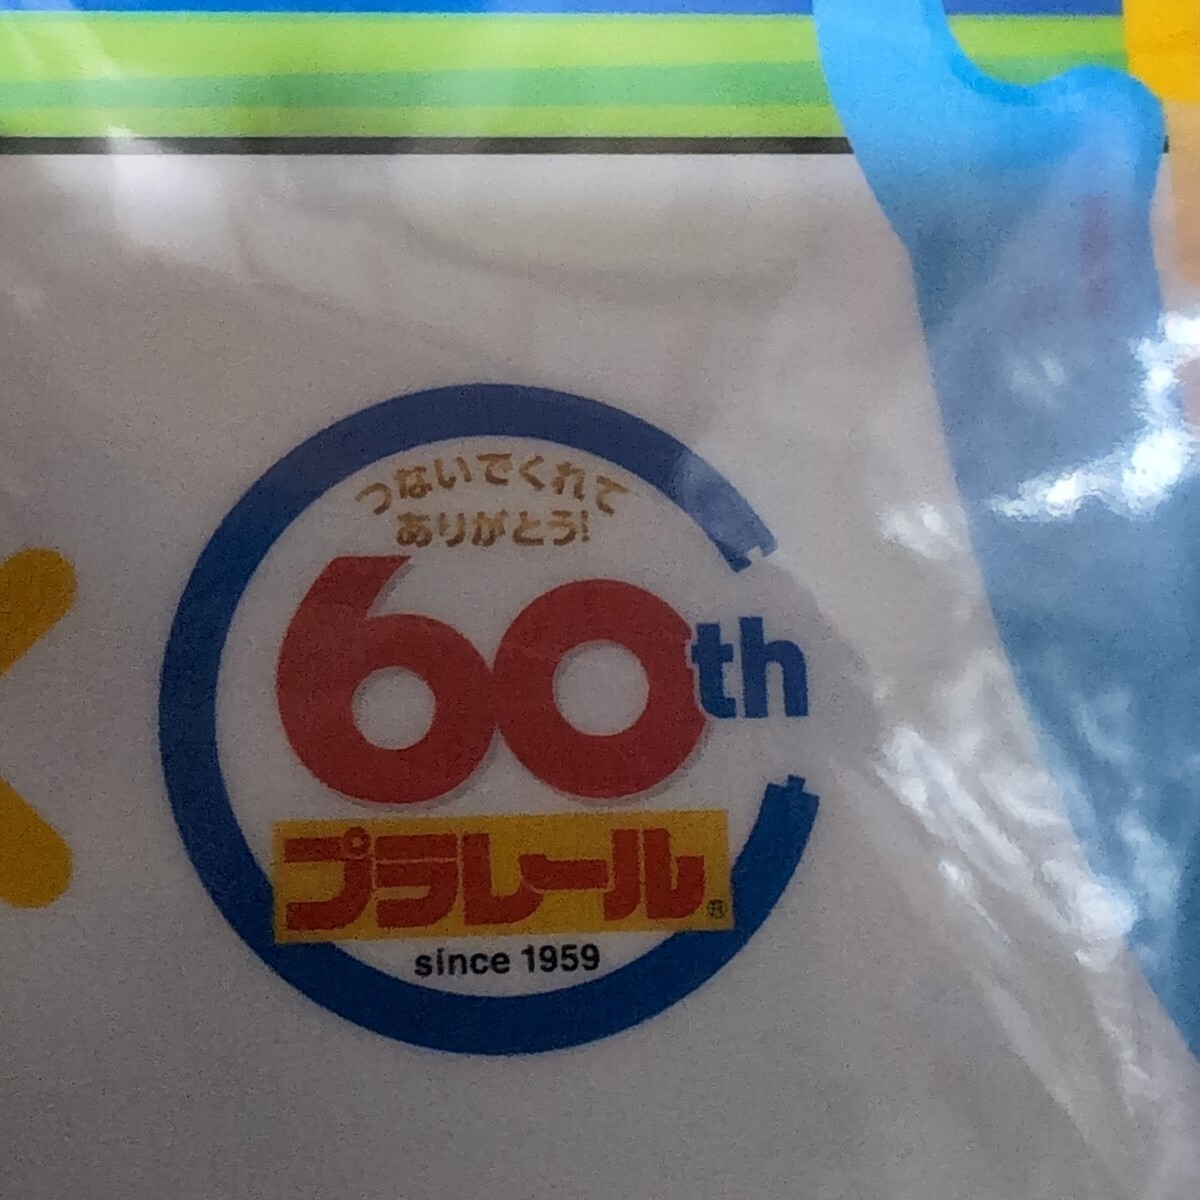 つないでくれて
ありがとう!
60th
プラレール®
since 1959